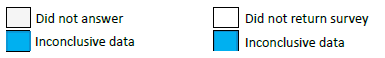 Did not answer
Did not return survey
Inconclusive data
Inconclusive data